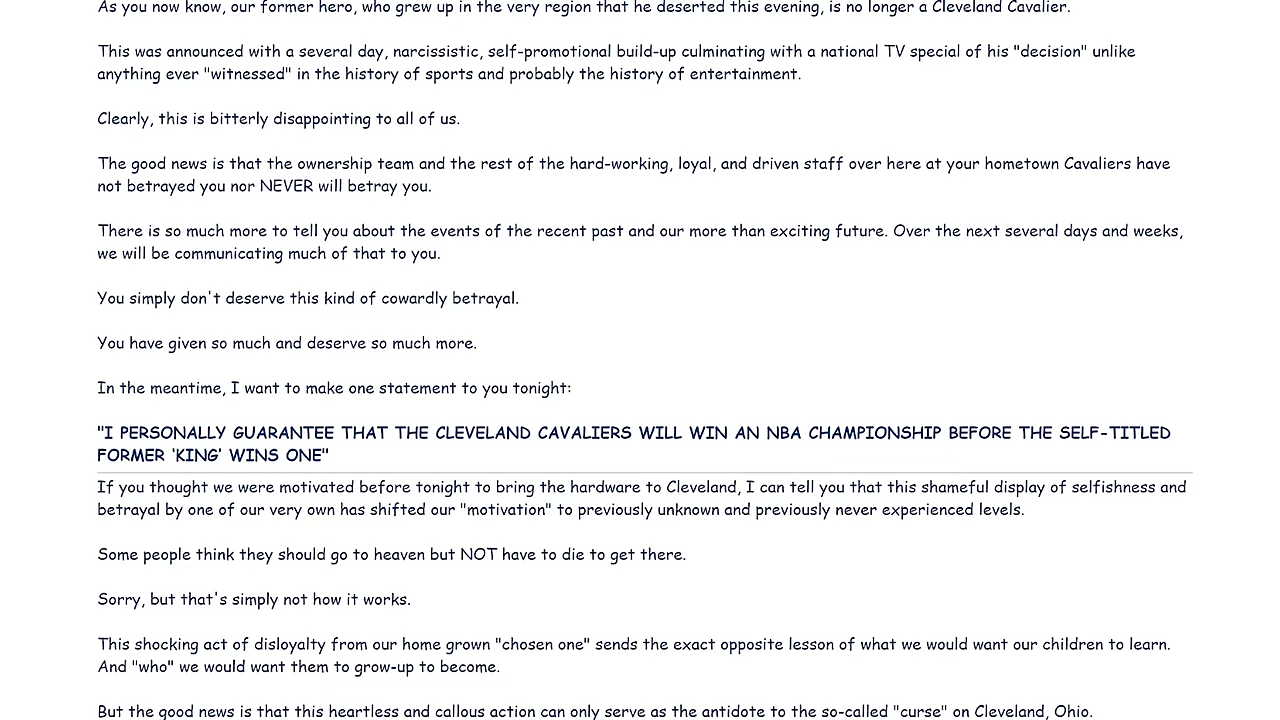 As you now know, our former hero, who grew up in the very region that he deserted this evening, is no longer a Cleveland Cavalier.
This was announced with a several day, narcissistic, self-promotional build-up culminating with a national TV special of his "decision" unlike
anything ever "witnessed" in the history of sports and probably the history of entertainment.
Clearly, this is bitterly disappointing to all of us.
The good news is that the ownership team and the rest of the hard-working, loyal, and driven staff over here at your hometown Cavaliers have
not betrayed you nor NEVER will betray you.
There is so much more to tell you about the events of the recent past and our more than exciting future. Over the next several days and weeks,
we will be communicating much of that to you.
You simply don't deserve this kind of cowardly betrayal.
You have given so much and deserve so much more.
In the meantime, I want to make one statement to you tonight:
"I PERSONALLY GUARANTEE THAT THE CLEVELAND CAVALIERS WILL WIN AN NBA CHAMPIONSHIP BEFORE THE SELF-TITLED
FORMER ‘KING’ WINS ONE"
If you thought we were motivated before tonight to bring the hardware to Cleveland, I can tell you that this shameful display of selfishness and
betrayal by one of our very own has shifted our "motivation" to previously unknown and previously never experienced levels.
Some people think they should go to heaven but NOT have to die to get there.
Sorry, but that's simply not how it works.
This shocking act of disloyalty from our home grown "chosen one" sends the exact opposite lesson of what we would want our children to learn.
And "who" we would want them to grow-up to become.
But the good news is that this heartless and callous action can only serve as the antidote to the so-called "curse" on Cleveland, Ohio.